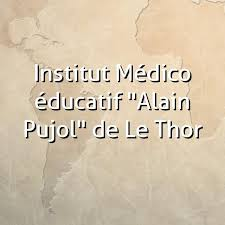 Institut Médico
éducatif "Alain
Pujol" de Le Thor